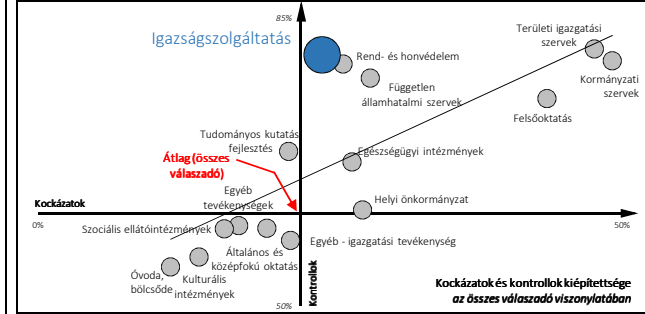 85%
Igazságszolgáltatás
Területi igazgatási
szervek
Rend- és honvédelem
Kormányzati
szervek
Független
államhatalmi szervek
Felsőoktatás
Tudományos kutatás
fejlesztés
Egészségügyi intézmények
Átlag (összes
válaszadó)
Egyéb
tevékenységek
Helyi önkormányzat
Kockázatok
0%
50%
Szociális ellátóintézmények
Egyéb - igazgatási tevékenység
Általános és
középfokú oktatás
Óvoda,
bölcsőde
Kulturális
intézmények
Kontrollok
50%
Kockázatok és kontrollok kiépítettsége
az összes válaszadó viszonylatában